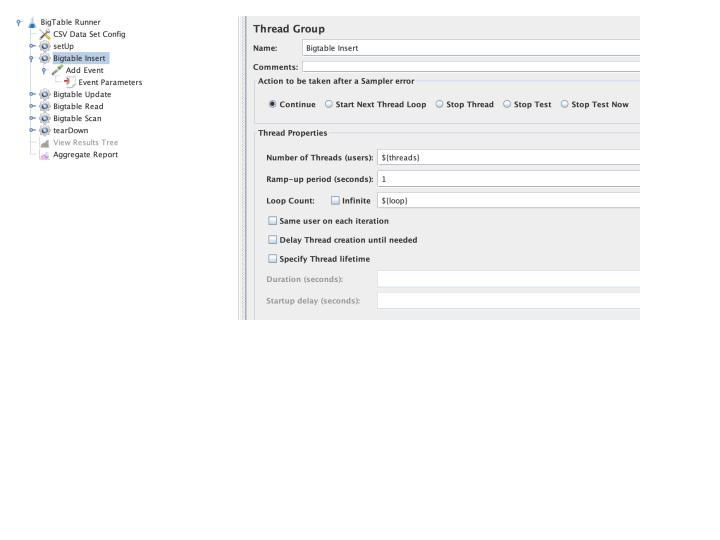 BigTable Runner
CSV Data Set Config
setUp
Bigtable Insert
Add Event
Event Parameters
Bigtable Update
Bigtable Read
Bigtable Scan
tearDown
View Results Tree
Aggregate Report
Thread Group
Name: Bigtable Insert
Comments:
Action to be taken after a Sampler error
Continue Start Next Thread Loop Stop Thread Stop Test Stop Test Now
Thread Properties
Number of Threads (users): ${threads}
Ramp-up period (seconds): 1
Loop Count: Infinite ${loop}
Same user on each iteration
Delay Thread creation until needed
Specify Thread lifetime
Duration (seconds):
Startup delay (seconds):